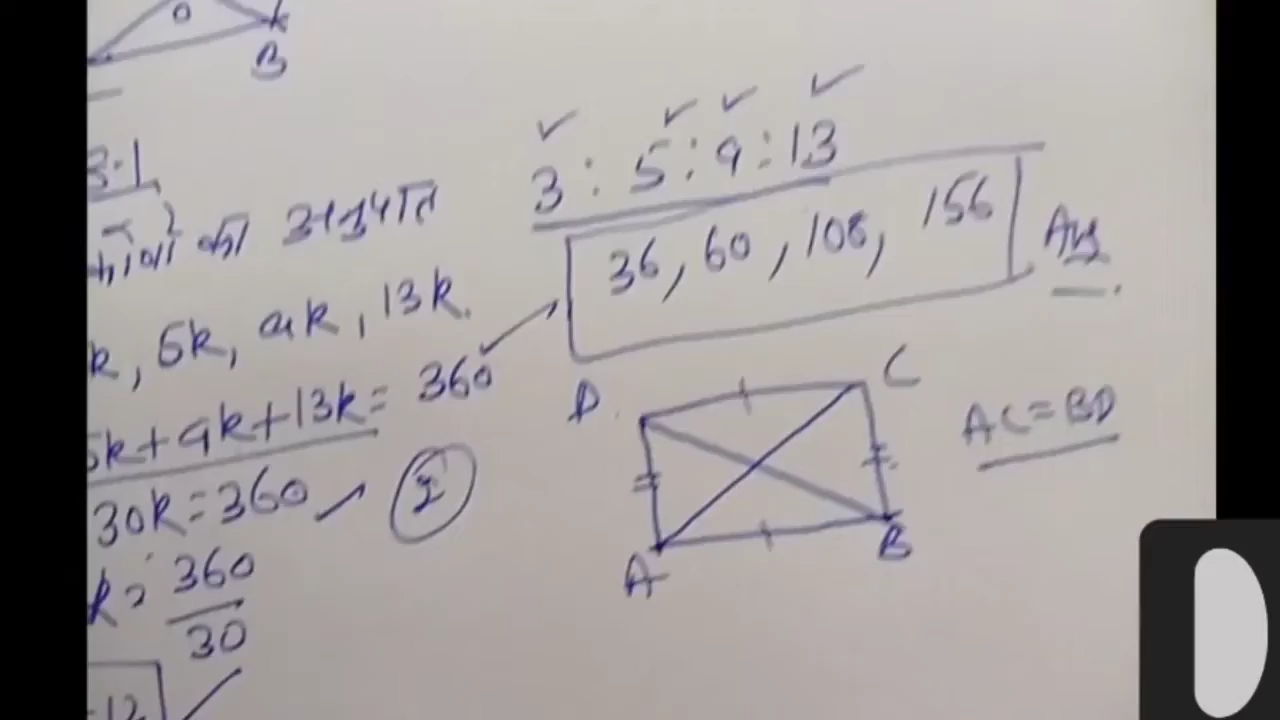 O
B
3.1
3 : 5 : 9 : 13
का
36, 60, 108, 156 Ans
k, 5k, 9k, 13k.
5k+9k+13k= 360
D C
AC=BD
30k=360
A B
k= 360
30
=12